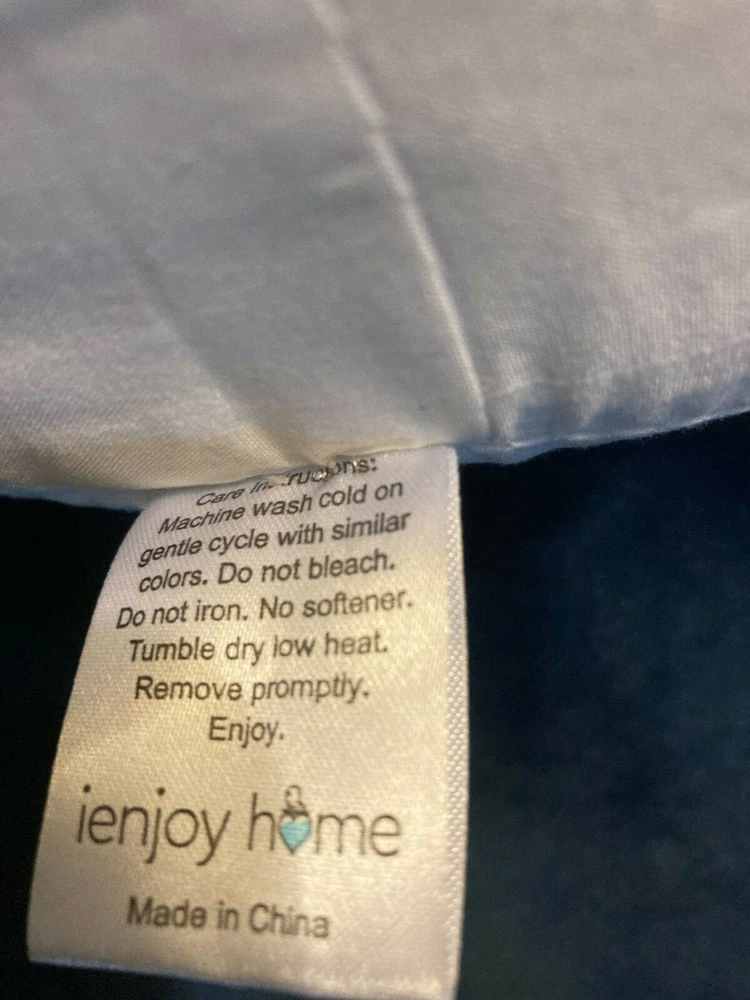 Care Instructions:
Machine wash cold on
gentle cycle with similar
colors. Do not bleach.
Do not iron. No softener.
Tumble dry low heat.
Remove promptly.
Enjoy.
ienjoy home
Made in China